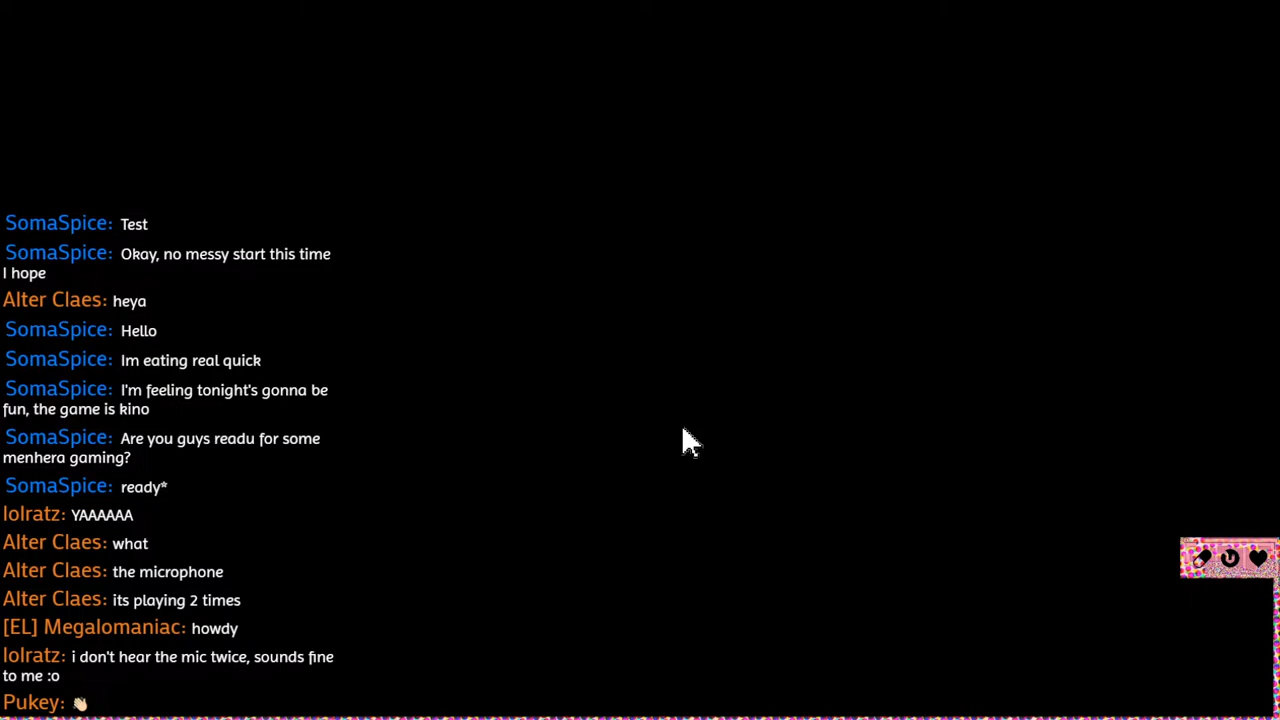 SomaSpice: Test
SomaSpice: Okay, no messy start this time
I hope
Alter Claes: heya
SomaSpice: Hello
SomaSpice: Im eating real quick
SomaSpice: I'm feeling tonight's gonna be
fun, the game is kino
SomaSpice: Are you guys readu for some
menhera gaming?
SomaSpice: ready*
lolratz: YAAAAAA
Alter Claes: what
Alter Claes: the microphone
Alter Claes: its playing 2 times
[EL] Megalomaniac: howdy
lolratz: i don't hear the mic twice, sounds fine
to me :o
Pukey: 👏🏻